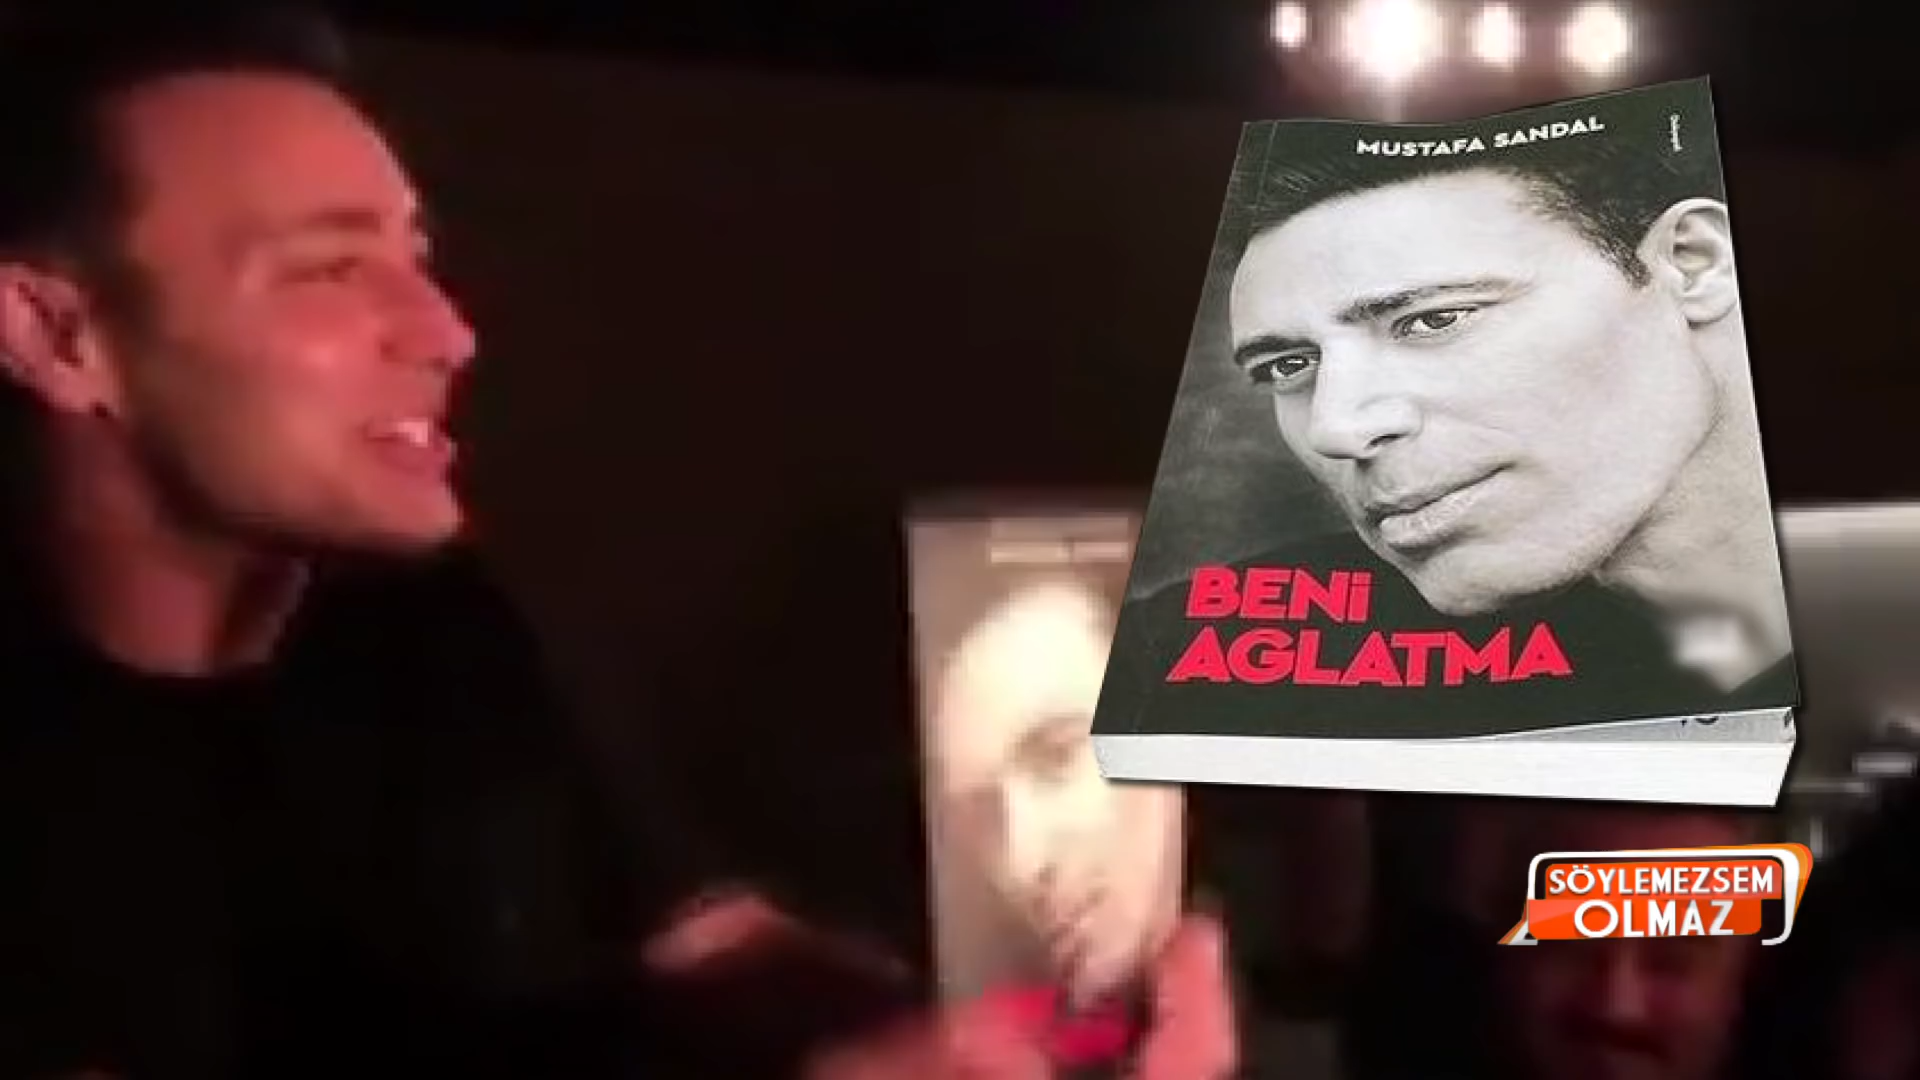 MUSTAFA SANDAL
BENİ
AGLATMA
SÖYLEMEZSEM
OLMAZ